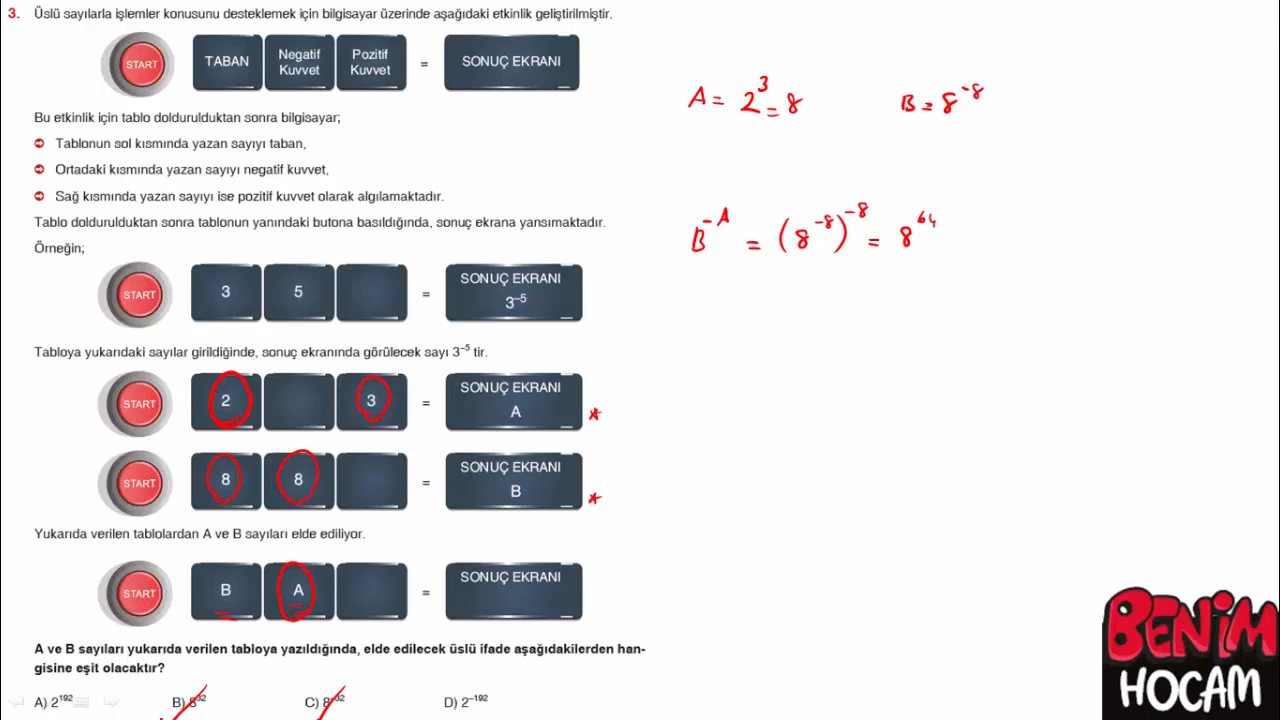 3. Üslü sayılarla işlemler konusunu desteklemek için bilgisayar üzerinde aşağıdaki etkinlik geliştirilmiştir.
START TABAN Negatif Kuvvet Pozitif Kuvvet = SONUÇ EKRANI
Bu etkinlik için tablo doldurulduktan sonra bilgisayar;
Tablonun sol kısmında yazan sayıyı taban,
Ortadaki kısmında yazan sayıyı negatif kuvvet,
Sağ kısmında yazan sayıyı ise pozitif kuvvet olarak algılamaktadır.
Tablo doldurulduktan sonra tablonun yanındaki butona basıldığında, sonuç ekrana yansımaktadır.
Örneğin;
START 3 5 = SONUÇ EKRANI 3⁻⁵
Tabloya yukarıdaki sayılar girildiğinde, sonuç ekranında görülecek sayı 3⁻⁵ tir.
START 2 3 = SONUÇ EKRANI A
START 8 8 = SONUÇ EKRANI B
Yukarıda verilen tablolardan A ve B sayıları elde ediliyor.
START B A = SONUÇ EKRANI
A ve B sayıları yukarıda verilen tabloya yazıldığında, elde edilecek üslü ifade aşağıdakilerden han-
gisine eşit olacaktır?
A) 2¹⁹² B) 8³² C) 8⁻³² D) 2⁻¹⁹²
A = 2³ = 8 B = 8⁻⁸
B⁻ᴬ = (8⁻⁸)⁻⁸ = 8⁶⁴
BENiM
HOCAM